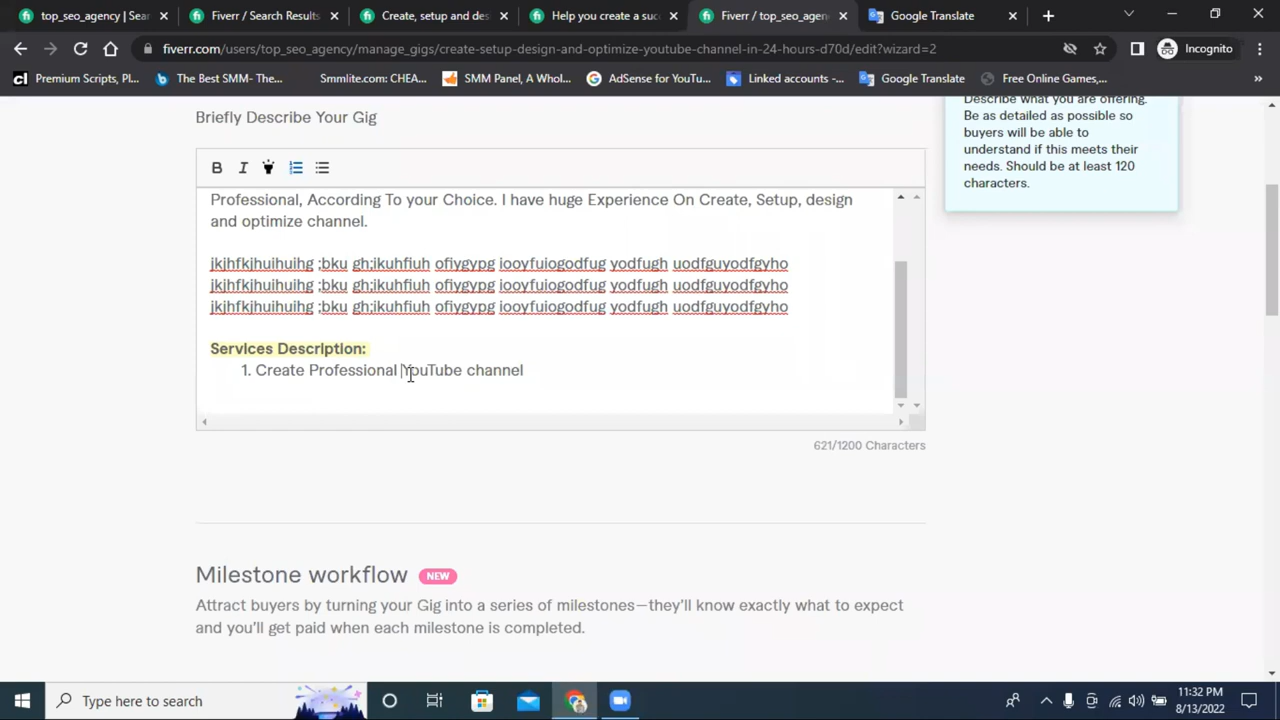 top_seo_agency | Sear
Fiverr / Search Results
Create, setup and des
Help you create a suc
Fiverr / top_seo_agen
Google Translate
fiverr.com/users/top_seo_agency/manage_gigs/create-setup-design-and-optimize-youtube-channel-in-24-hours-d70d/edit?wizard=2
Incognito
Premium Scripts, Pl...
The Best SMM- The...
Smmlite.com: CHEA...
SMM Panel, A Whol...
AdSense for YouTu...
Linked accounts -...
Google Translate
Free Online Games,...
»
Briefly Describe Your Gig
Describe what you are offering.
Be as detailed as possible so
buyers will be able to
understand if this meets their
needs. Should be at least 120
characters.
B I
Professional, According To your Choice. I have huge Experience On Create, Setup, design
and optimize channel.
jkjhfkjhuihuihg ;bku gh;ikuhfiuh ofiygypg iooyfuiogodfug yodfugh uodfguyodfgyho
jkjhfkjhuihuihg ;bku gh;ikuhfiuh ofiygypg iooyfuiogodfug yodfugh uodfguyodfgyho
jkjhfkjhuihuihg ;bku gh;ikuhfiuh ofiygypg iooyfuiogodfug yodfugh uodfguyodfgyho
Services Description:
1. Create Professional YouTube channel
621/1200 Characters
Milestone workflow NEW
Attract buyers by turning your Gig into a series of milestones—they'll know exactly what to expect
and you'll get paid when each milestone is completed.
Type here to search
11:32 PM
8/13/2022